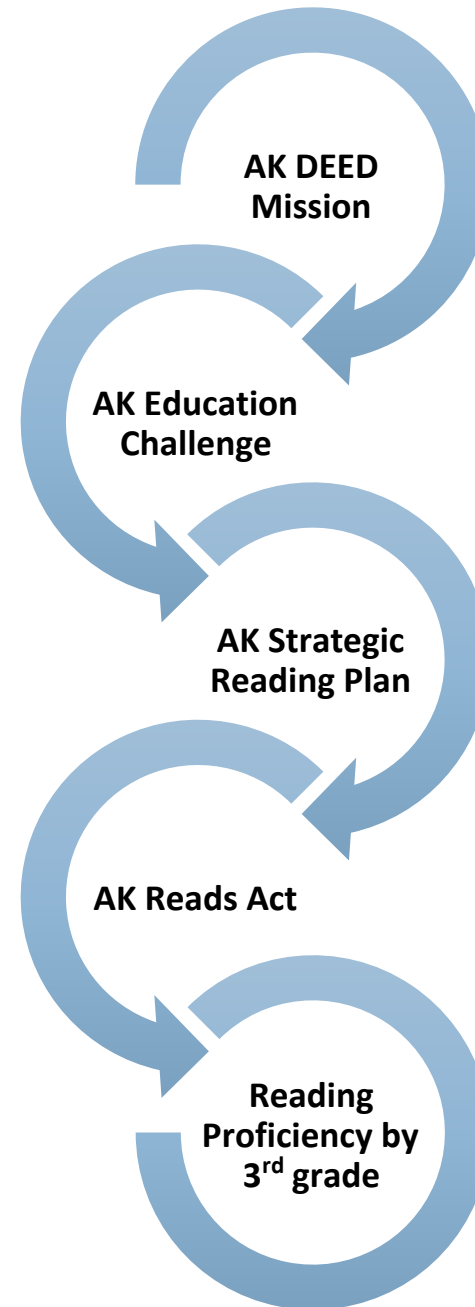 AK DEED
Mission
AK Education
Challenge
AK Strategic
Reading Plan
AK Reads Act
Reading
Proficiency by
3rd grade